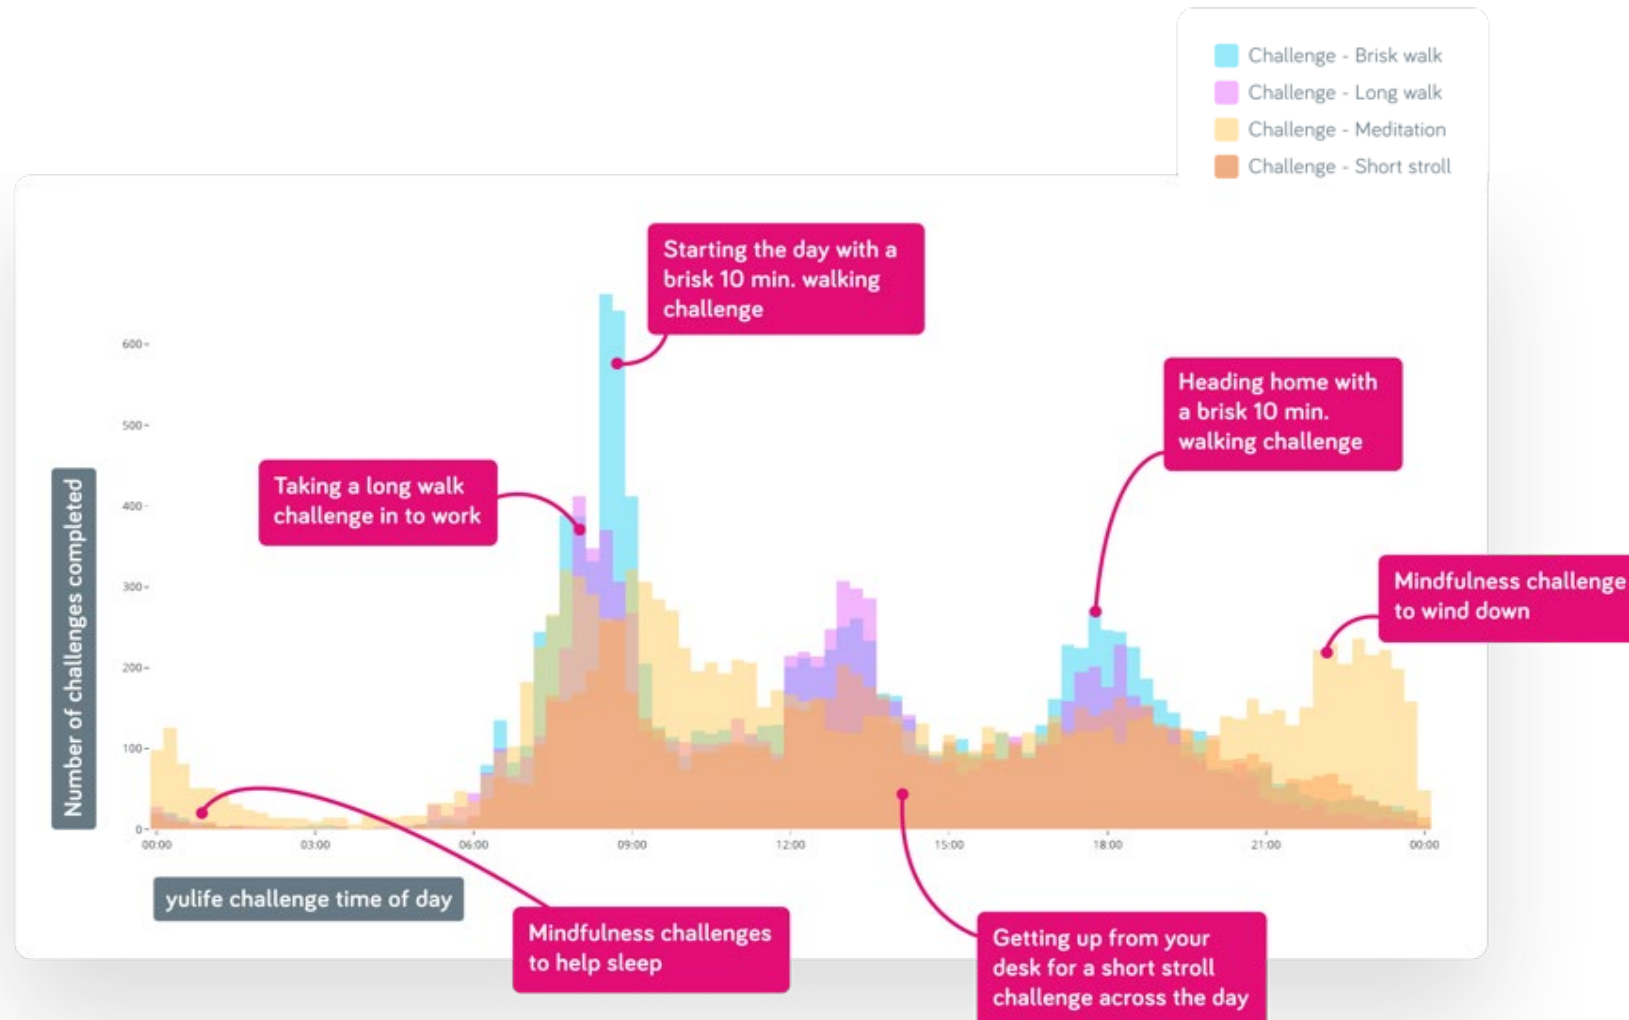 Challenge - Brisk walk
Challenge - Long walk
Challenge - Meditation
Challenge - Short stroll
Starting the day with a
brisk 10 min. walking
challenge
Heading home with
a brisk 10 min.
walking challenge
Taking a long walk
challenge in to work
Mindfulness challenge
to wind down
Number of challenges completed
600
500
400
300
200
100
0
00:00 03:00 06:00 09:00 12:00 15:00 18:00 21:00 00:00
yulife challenge time of day
Mindfulness challenges
to help sleep
Getting up from your
desk for a short stroll
challenge across the day